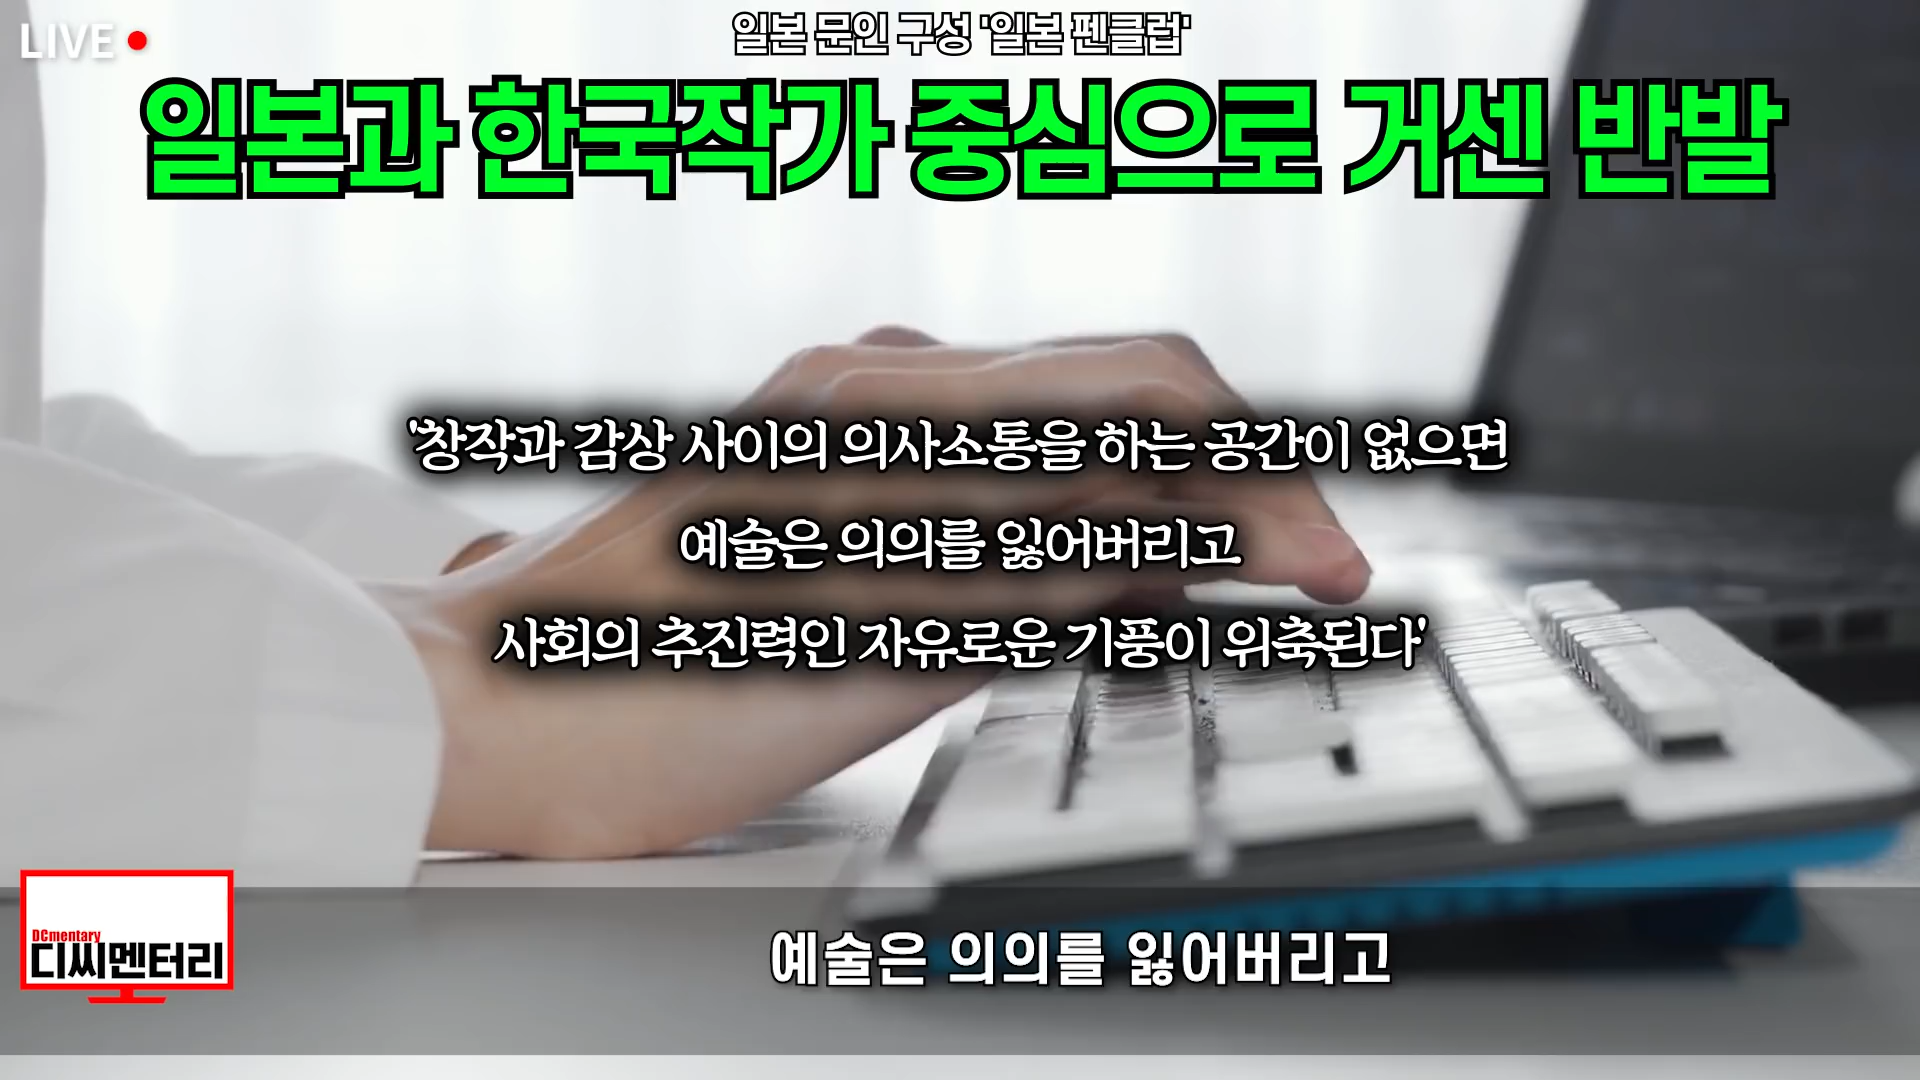 LIVE
일본 문인 구성 '일본 펜클럽'
일본과 한국작가 중심으로 거센 반발
'창작과 감상 사이의 의사소통을 하는 공간이 없으면
예술은 의의를 잃어버리고
사회의 추진력인 자유로운 기풍이 위축된다'
DCmentary
디씨멘터리
예술은 의의를 잃어버리고